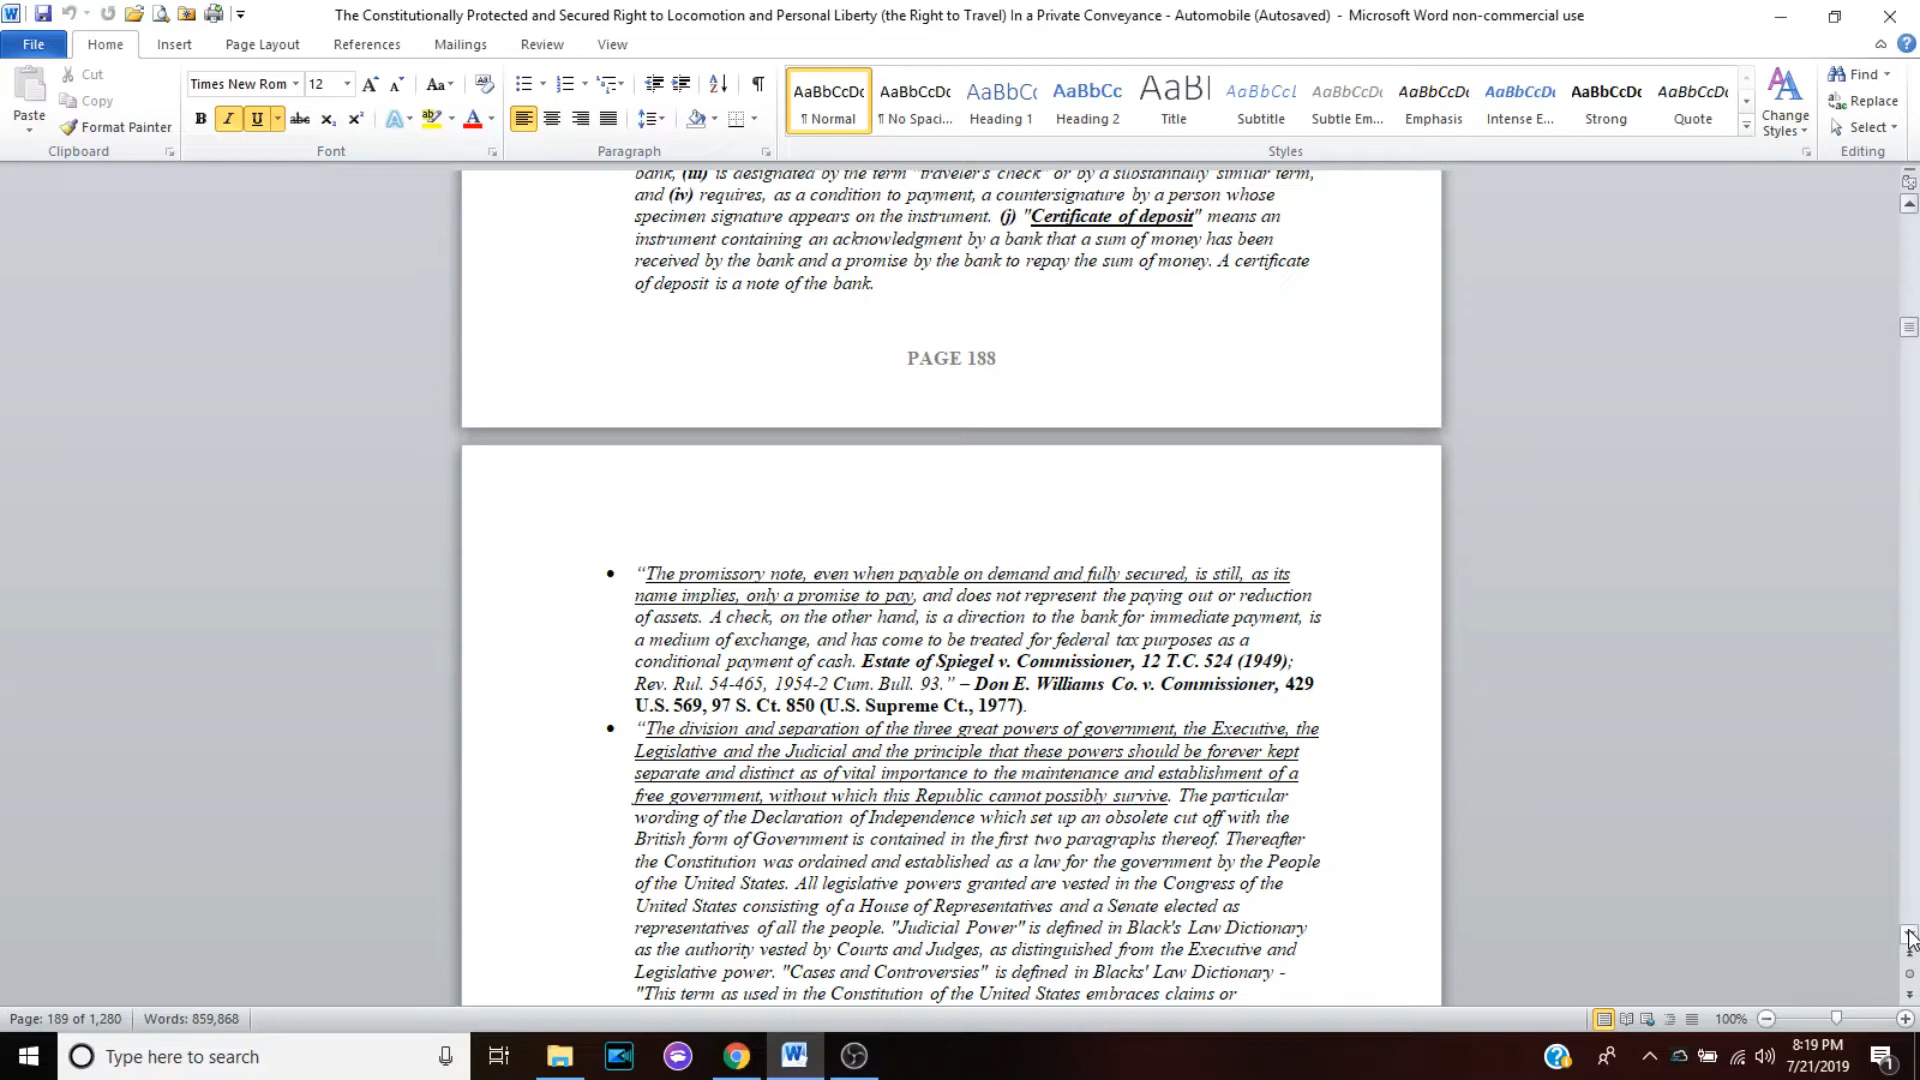 The Constitutionally Protected and Secured Right to Locomotion and Personal Liberty (the Right to Travel) In a Private Conveyance - Automobile (Autosaved) - Microsoft Word non-commercial use
File Home Insert Page Layout References Mailings Review View
Paste
Cut
Copy
Format Painter
Clipboard
Times New Rom 12
Font
Paragraph
AaBbCcDc AaBbCcDc AaBbCc AaBbCc AaBl AaBbCcL AaBbCcDc AaBbCcDc AaBbCcDc AaBbCcDc AaBbCcDc
¶ Normal ¶ No Spaci... Heading 1 Heading 2 Title Subtitle Subtle Em... Emphasis Intense E... Strong Quote
Styles
Change Styles
Find
Replace
Select
Editing
bank, (iii) is designated by the term "traveler's check" or by a substantially similar term,
and (iv) requires, as a condition to payment, a countersignature by a person whose
specimen signature appears on the instrument. (j) "Certificate of deposit" means an
instrument containing an acknowledgment by a bank that a sum of money has been
received by the bank and a promise by the bank to repay the sum of money. A certificate
of deposit is a note of the bank.
PAGE 188
• “The promissory note, even when payable on demand and fully secured, is still, as its
name implies, only a promise to pay, and does not represent the paying out or reduction
of assets. A check, on the other hand, is a direction to the bank for immediate payment, is
a medium of exchange, and has come to be treated for federal tax purposes as a
conditional payment of cash. Estate of Spiegel v. Commissioner, 12 T.C. 524 (1949);
Rev. Rul. 54-465, 1954-2 Cum. Bull. 93.” – Don E. Williams Co. v. Commissioner, 429
U.S. 569, 97 S. Ct. 850 (U.S. Supreme Ct., 1977).
• “The division and separation of the three great powers of government, the Executive, the
Legislative and the Judicial and the principle that these powers should be forever kept
separate and distinct as of vital importance to the maintenance and establishment of a
free government, without which this Republic cannot possibly survive. The particular
wording of the Declaration of Independence which set up an obsolete cut off with the
British form of Government is contained in the first two paragraphs thereof. Thereafter
the Constitution was ordained and established as a law for the government by the People
of the United States. All legislative powers granted are vested in the Congress of the
United States consisting of a House of Representatives and a Senate elected as
representatives of all the people. "Judicial Power" is defined in Black's Law Dictionary
as the authority vested by Courts and Judges, as distinguished from the Executive and
Legislative power. "Cases and Controversies" is defined in Blacks' Law Dictionary -
"This term as used in the Constitution of the United States embraces claims or
Page: 189 of 1,280 Words: 859,868 100%
Type here to search
8:19 PM
7/21/2019
1